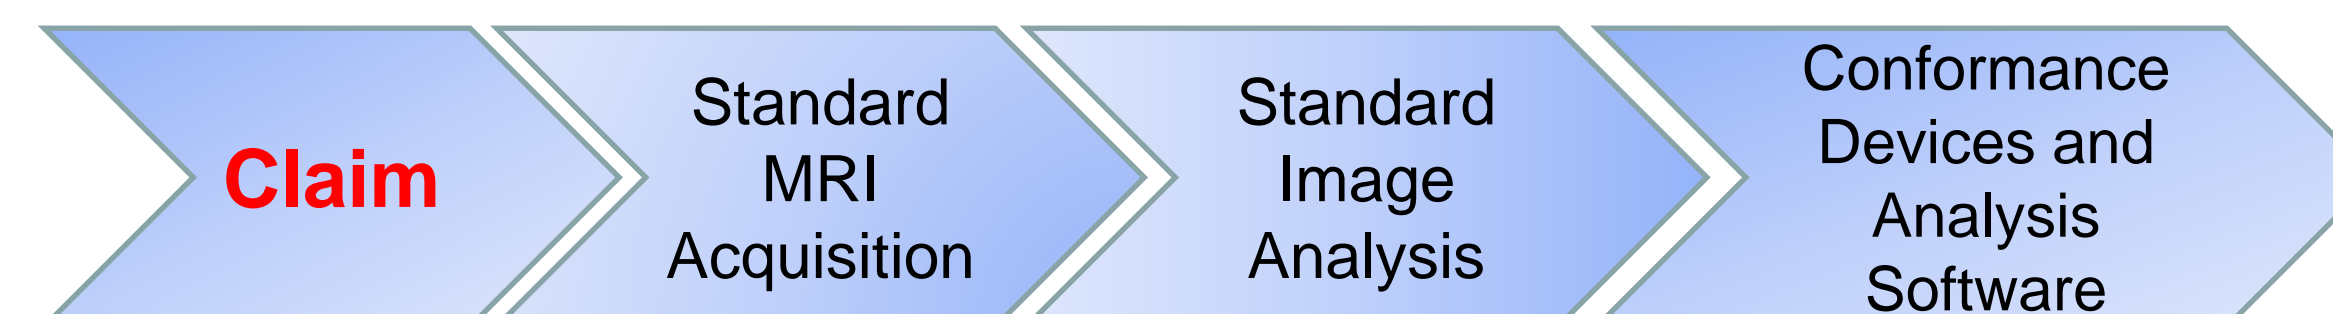 Claim
Standard
MRI
Acquisition
Standard
Image
Analysis
Conformance
Devices and
Analysis
Software